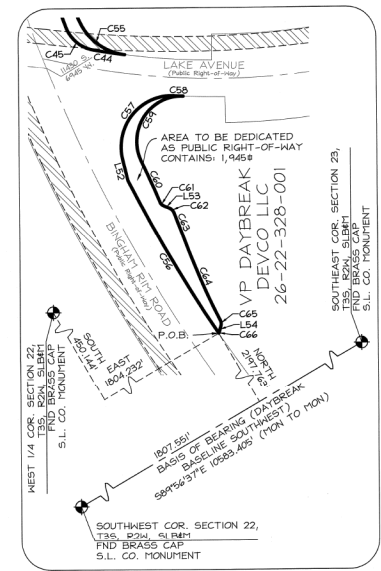 C55
C45
C44
11430 S.
6945 W.
LAKE AVENUE
(Public Right-of-Way)
C58
C57
C59
AREA TO BE DEDICATED
AS PUBLIC RIGHT-OF-WAY
CONTAINS: 1,945⌗
L52
C60
C61
L53
C62
C63
BINGHAM RIM ROAD
(Public Right-of-Way)
C56
C64
VP DAYBREAK
DEVCO LLC
26-22-328-001
C65
L54
C66
P.O.B.
SOUTH
450.144'
EAST
1804.232'
NORTH
2197.763'
WEST 1/4 COR. SECTION 22,
T3S, R2W, SLB&M
FND BRASS CAP
S.L. CO. MONUMENT
SOUTHEAST COR. SECTION 23,
T3S, R2W, SLB&M
FND BRASS CAP
S.L. CO. MONUMENT
1807.551'
BASIS OF BEARING (DAYBREAK
BASELINE SOUTHWEST)
S89°56'37"E 10583.405' (MON TO MON)
SOUTHWEST COR. SECTION 22,
T3S, R2W, SLB&M
FND BRASS CAP
S.L. CO. MONUMENT